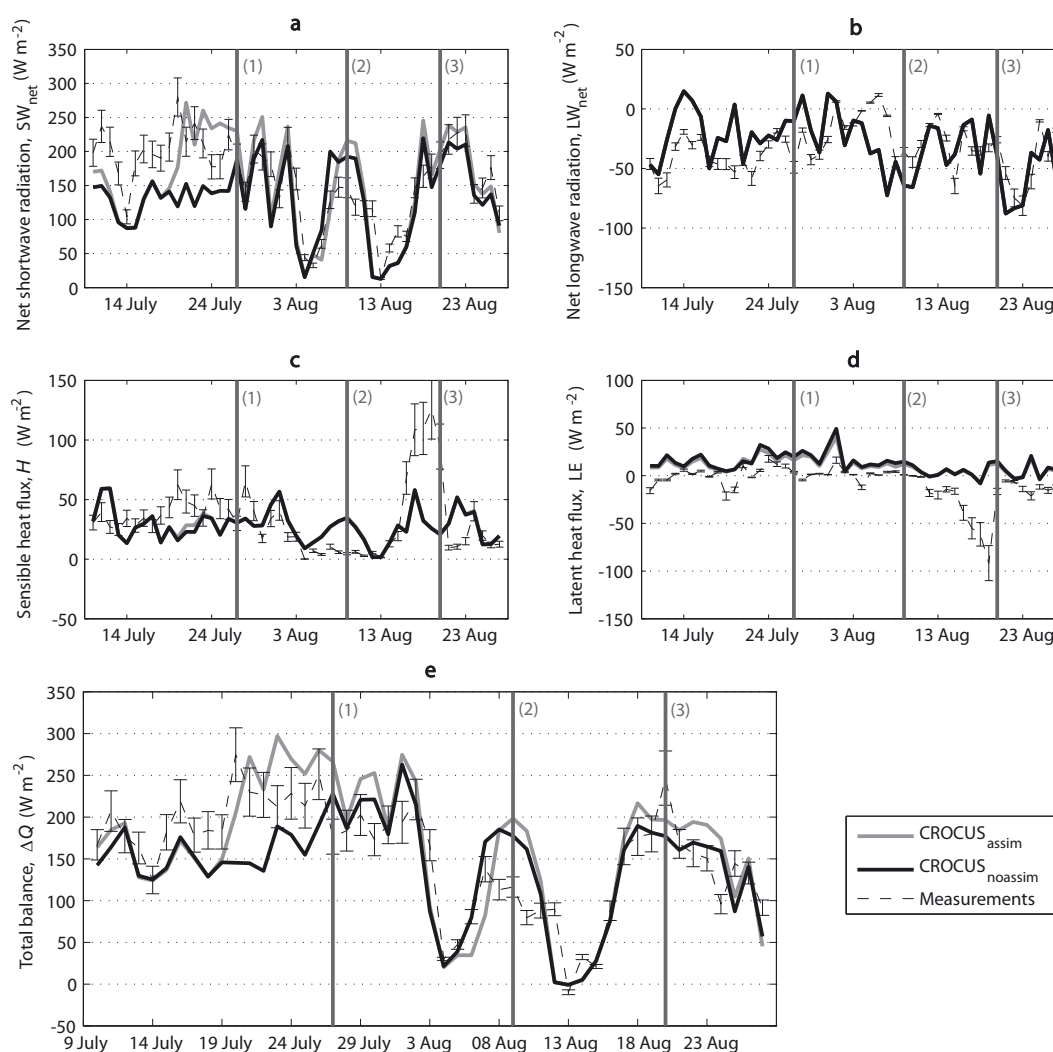 a
Net shortwave radiation, SWnet (W m-2)
350
300
250
200
150
100
50
0
(1)
(2)
(3)
14 July
24 July
3 Aug
13 Aug
23 Aug
b
Net longwave radiation, LWnet (W m-2)
50
0
-50
-100
-150
(1)
(2)
(3)
14 July
24 July
3 Aug
13 Aug
23 Aug
c
Sensible heat flux, H (W m-2)
150
100
50
0
-50
(1)
(2)
(3)
14 July
24 July
3 Aug
13 Aug
23 Aug
d
Latent heat flux, LE (W m-2)
100
50
0
-50
-100
-150
(1)
(2)
(3)
14 July
24 July
3 Aug
13 Aug
23 Aug
e
Total balance, ΔQ (W m-2)
350
300
250
200
150
100
50
0
-50
(1)
(2)
(3)
9 July
14 July
19 July
24 July
29 July
3 Aug
08 Aug
13 Aug
18 Aug
23 Aug
CROCUSassim
CROCUSnoassim
Measurements